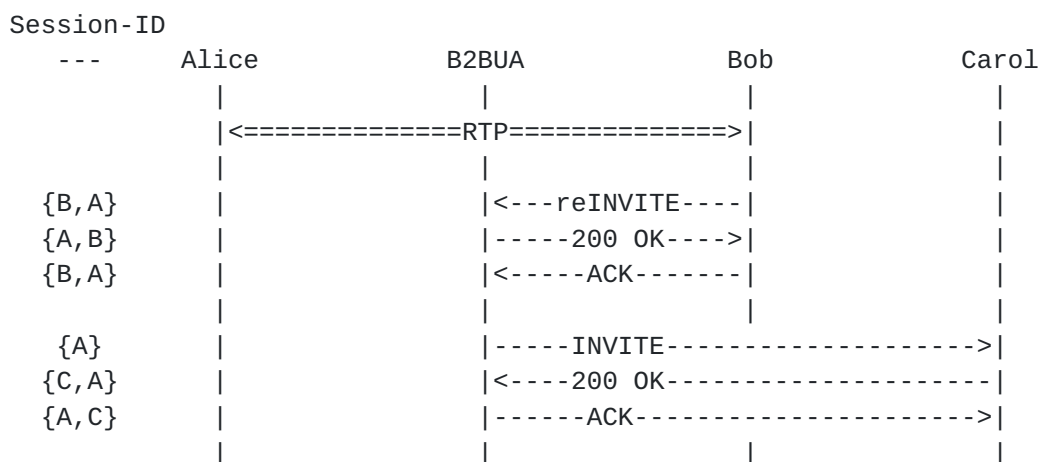 Session-ID
--- Alice B2BUA Bob Carol
| | | |
|<==============RTP==============>| |
| | | |
{B,A} | |<---reINVITE----| |
{A,B} | |-----200 OK---->| |
{B,A} | |<-----ACK-------| |
| | | |
{A} | |-----INVITE-------------------->|
{C,A} | |<----200 OK---------------------|
{A,C} | |------ACK---------------------->|
| | | |